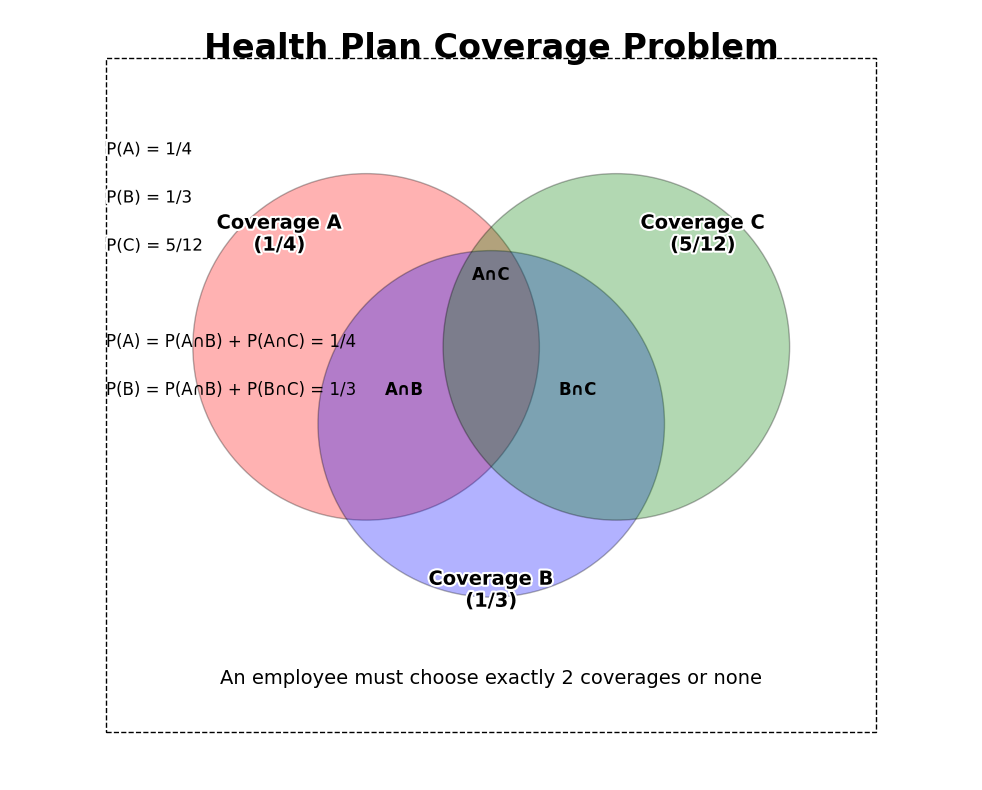 Health Plan Coverage Problem
P(A) = 1/4
P(B) = 1/3
Coverage A
(1/4)
Coverage C
(5/12)
P(C) = 5/12
A∩C
P(A) = P(A∩B) + P(A∩C) = 1/4
P(B) = P(A∩B) + P(B∩C) = 1/3
A∩B
B∩C
Coverage B
(1/3)
An employee must choose exactly 2 coverages or none